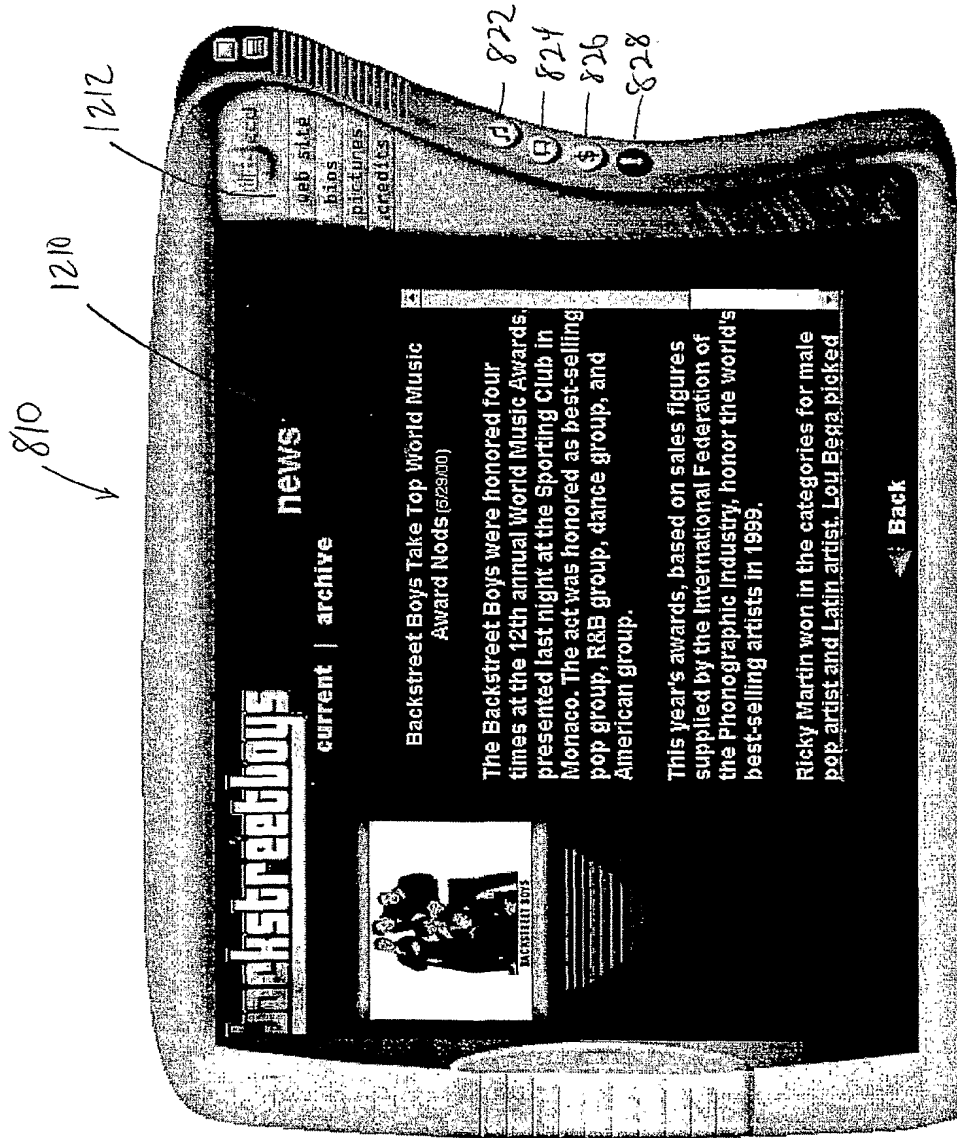 810
1210
1212
backstreetboys
current | archive
news
web site
bios
pictures
credits
822
824
826
828
$
BACKSTREET BOYS
Backstreet Boys Take Top World Music
Award Nods (5/29/00)
The Backstreet Boys were honored four
times at the 12th annual World Music Awards,
presented last night at the Sporting Club in
Monaco. The act was honored as best-selling
pop group, R&B group, dance group, and
American group.
This year's awards, based on sales figures
supplied by the International Federation of
the Phonographic Industry, honor the world's
best-selling artists in 1999.
Ricky Martin won in the categories for male
pop artist and Latin artist. Lou Bega picked
Back